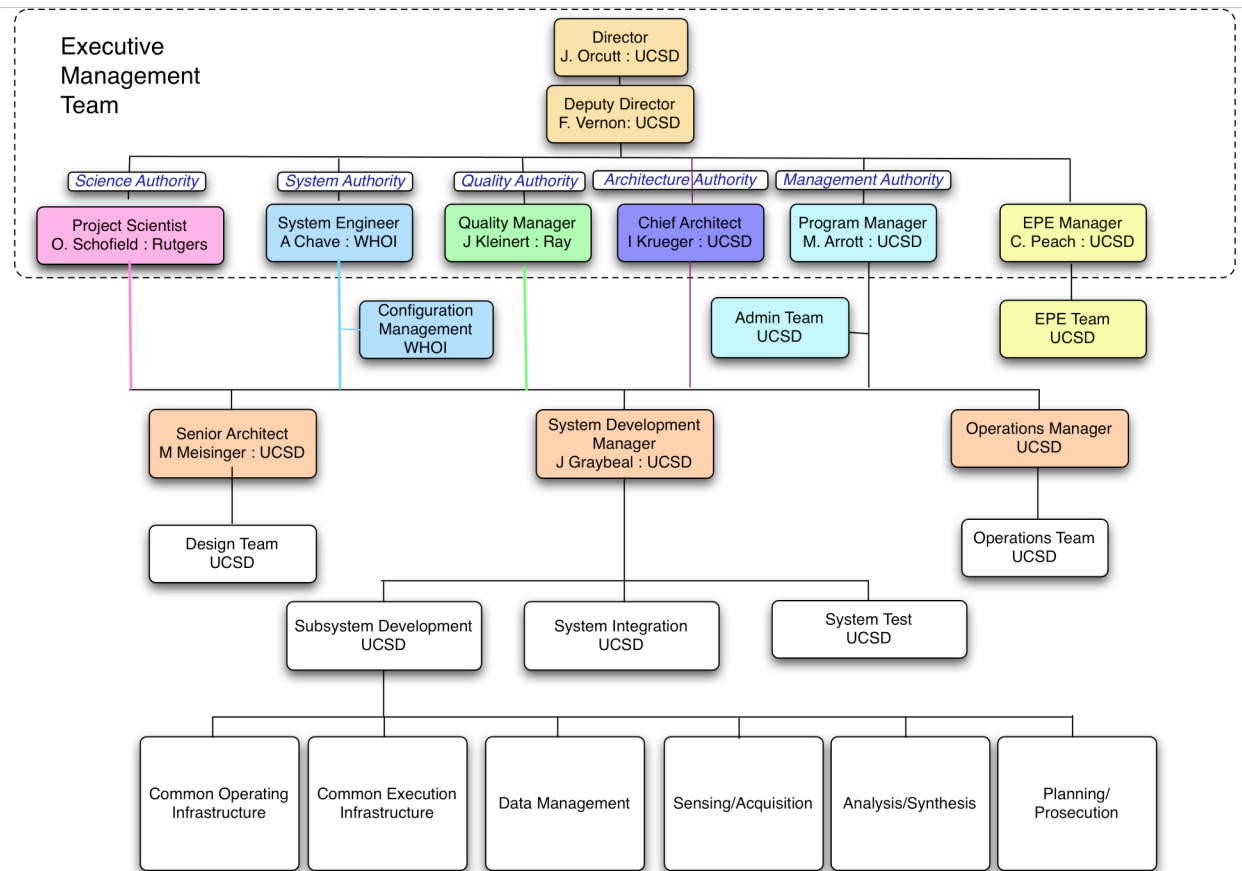 Executive
Management
Team
Director
J. Orcutt : UCSD
Deputy Director
F. Vernon: UCSD
Science Authority
System Authority
Quality Authority
Architecture Authority
Management Authority
Project Scientist
O. Schofield : Rutgers
System Engineer
A Chave : WHOI
Quality Manager
J Kleinert : Ray
Chief Architect
I Krueger : UCSD
Program Manager
M. Arrott : UCSD
EPE Manager
C. Peach : UCSD
Configuration
Management
WHOI
Admin Team
UCSD
EPE Team
UCSD
Senior Architect
M Meisinger : UCSD
System Development
Manager
J Graybeal : UCSD
Operations Manager
UCSD
Design Team
UCSD
Operations Team
UCSD
Subsystem Development
UCSD
System Integration
UCSD
System Test
UCSD
Common Operating
Infrastructure
Common Execution
Infrastructure
Data Management
Sensing/Acquisition
Analysis/Synthesis
Planning/
Prosecution